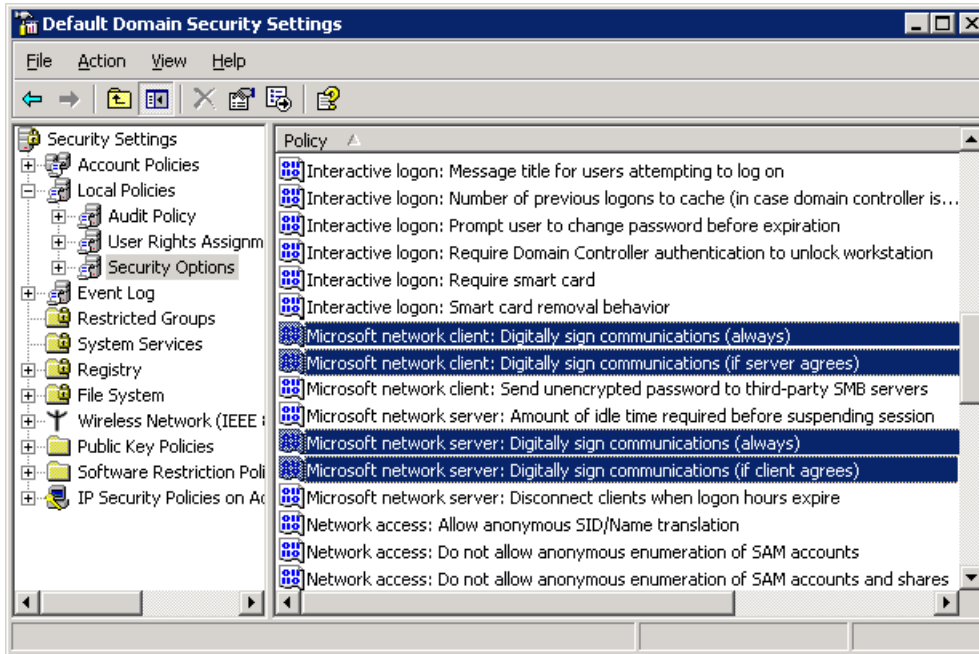 Default Domain Security Settings
File Action View Help
Security Settings
Account Policies
Local Policies
Audit Policy
User Rights Assignm
Security Options
Event Log
Restricted Groups
System Services
Registry
File System
Wireless Network (IEEE
Public Key Policies
Software Restriction Poli
IP Security Policies on Ac
Policy
Interactive logon: Message title for users attempting to log on
Interactive logon: Number of previous logons to cache (in case domain controller is...
Interactive logon: Prompt user to change password before expiration
Interactive logon: Require Domain Controller authentication to unlock workstation
Interactive logon: Require smart card
Interactive logon: Smart card removal behavior
Microsoft network client: Digitally sign communications (always)
Microsoft network client: Digitally sign communications (if server agrees)
Microsoft network client: Send unencrypted password to third-party SMB servers
Microsoft network server: Amount of idle time required before suspending session
Microsoft network server: Digitally sign communications (always)
Microsoft network server: Digitally sign communications (if client agrees)
Microsoft network server: Disconnect clients when logon hours expire
Network access: Allow anonymous SID/Name translation
Network access: Do not allow anonymous enumeration of SAM accounts
Network access: Do not allow anonymous enumeration of SAM accounts and shares